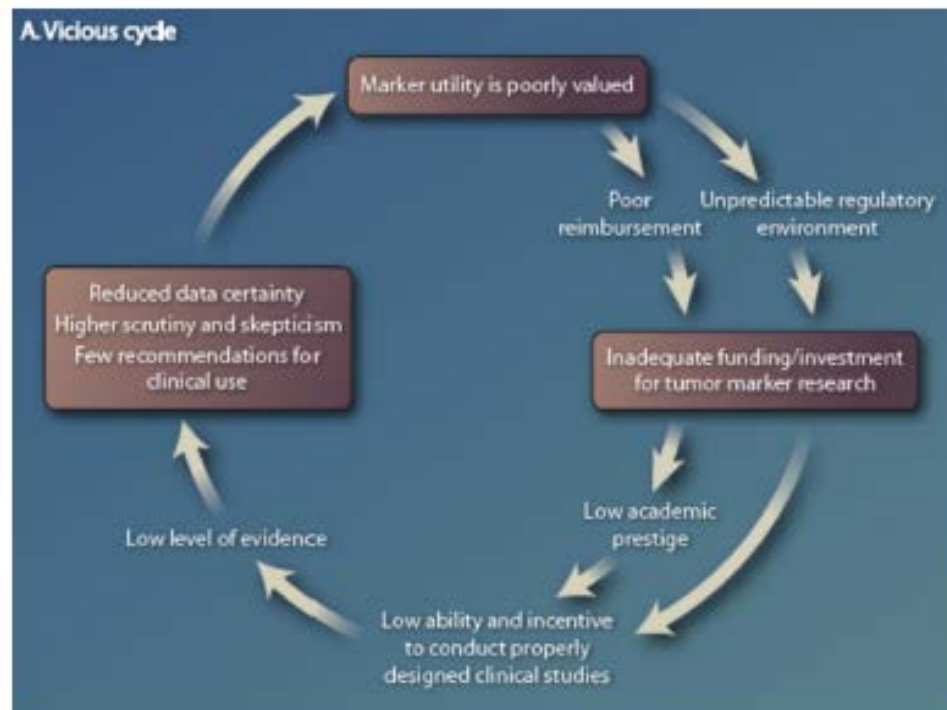 A. Vicious cycle
Marker utility is poorly valued
Poor
reimbursement
Unpredictable regulatory
environment
Inadequate funding/investment
for tumor marker research
Low academic
prestige
Low ability and incentive
to conduct properly
designed clinical studies
Low level of evidence
Reduced data certainty
Higher scrutiny and skepticism
Few recommendations for
clinical use